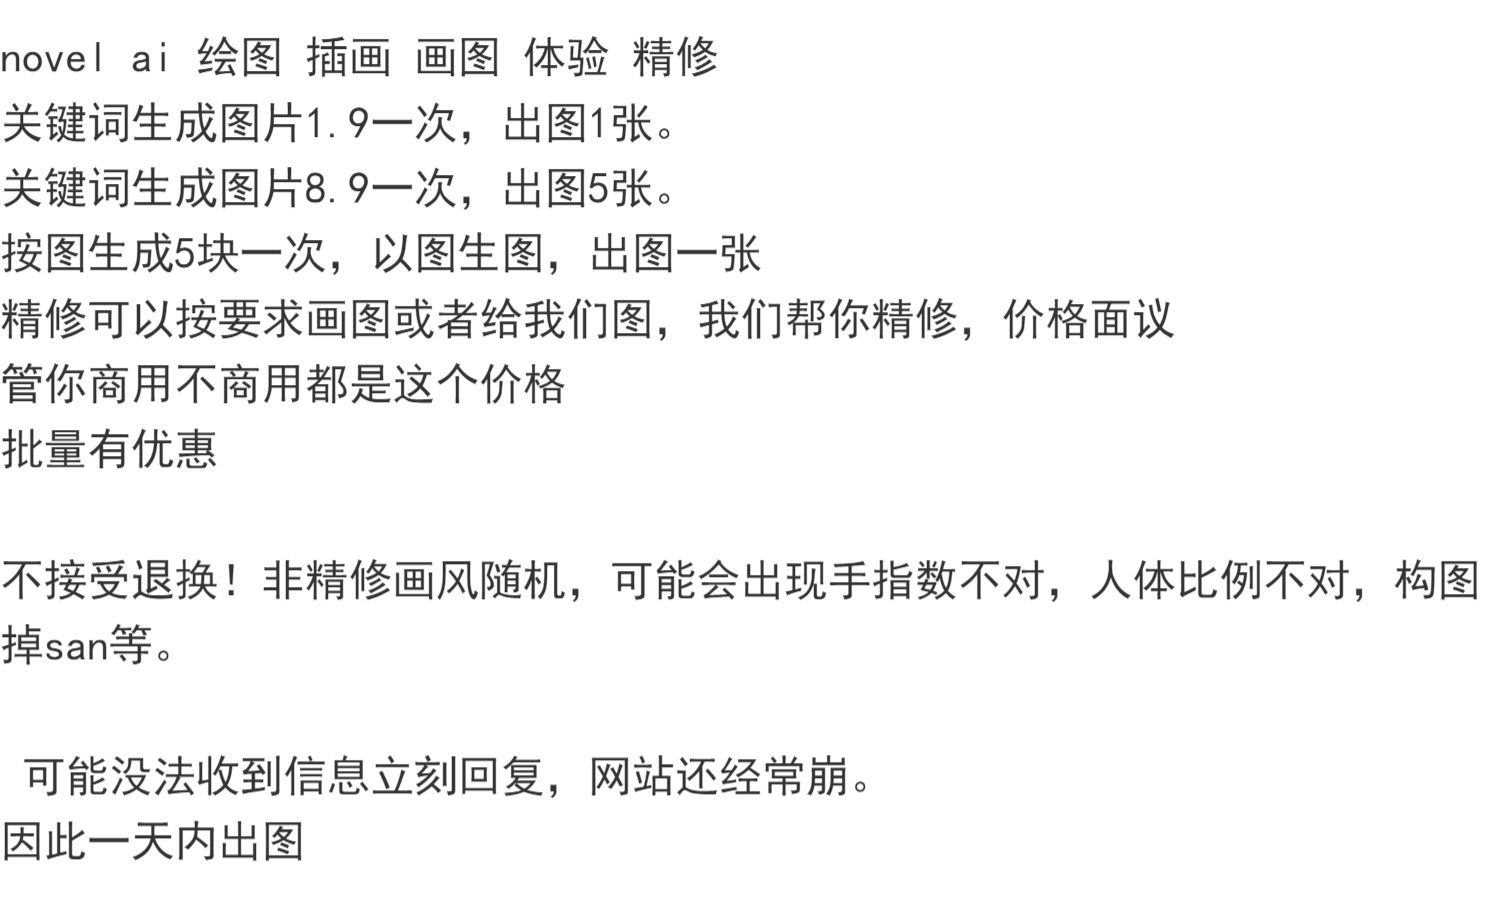 novel ai 绘图 插画 画图 体验 精修
关键词生成图片1.9一次，出图1张。
关键词生成图片8.9一次，出图5张。
按图生成5块一次，以图生图，出图一张
精修可以按要求画图或者给我们图，我们帮你精修，价格面议
管你商用不商用都是这个价格
批量有优惠
不接受退换！非精修画风随机，可能会出现手指数不对，人体比例不对，构图
掉san等。
可能没法收到信息立刻回复，网站还经常崩。
因此一天内出图